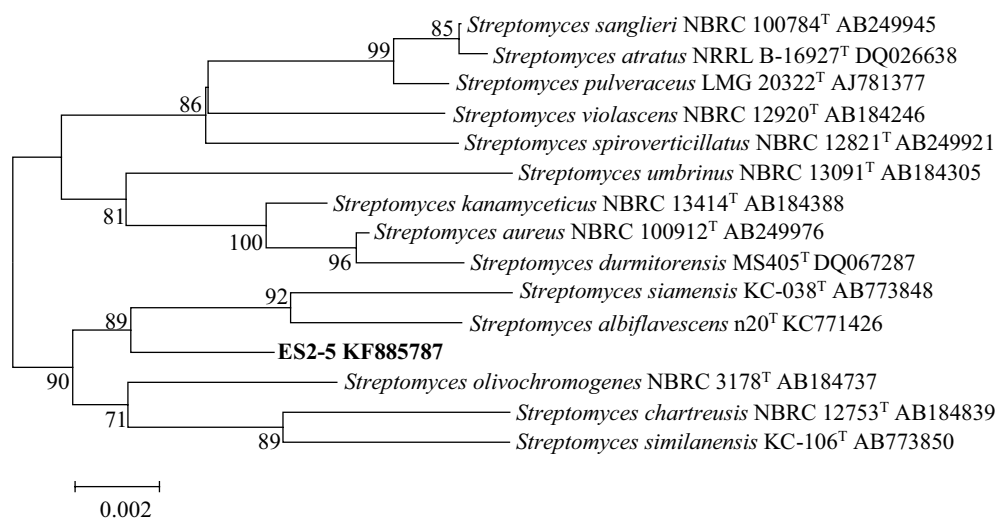 85
Streptomyces sanglieri NBRC 100784T AB249945
99
Streptomyces atratus NRRL B-16927T DQ026638
Streptomyces pulveraceus LMG 20322T AJ781377
86
Streptomyces violascens NBRC 12920T AB184246
Streptomyces spiroverticillatus NBRC 12821T AB249921
Streptomyces umbrinus NBRC 13091T AB184305
81
Streptomyces kanamyceticus NBRC 13414T AB184388
100
Streptomyces aureus NBRC 100912T AB249976
96
Streptomyces durmitorensis MS405T DQ067287
92
Streptomyces siamensis KC-038T AB773848
89
Streptomyces albiflavescens n20T KC771426
ES2-5 KF885787
90
Streptomyces olivochromogenes NBRC 3178T AB184737
71
Streptomyces chartreusis NBRC 12753T AB184839
89
Streptomyces similanensis KC-106T AB773850
0.002